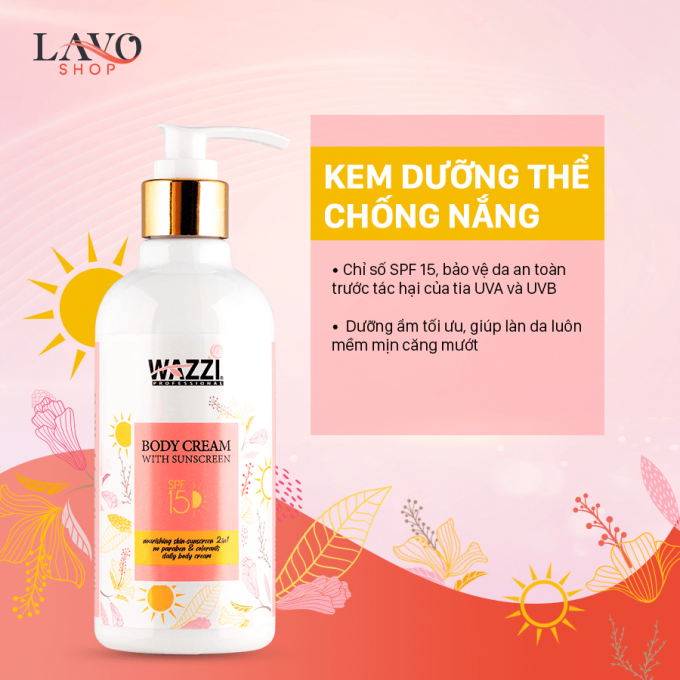 LAVO
SHOP
KEM DƯỠNG THỂ
CHỐNG NẮNG
• Chỉ số SPF 15, bảo vệ da an toàn
trước tác hại của tia UVA và UVB
• Dưỡng ẩm tối ưu, giúp làn da luôn
mềm mịn căng mướt
WAZZI
PROFESSIONAL
BODY CREAM
WITH SUNSCREEN
SPF
15
nourishing skin-sunscreen 2in1
no paraben & colorants
daily body cream